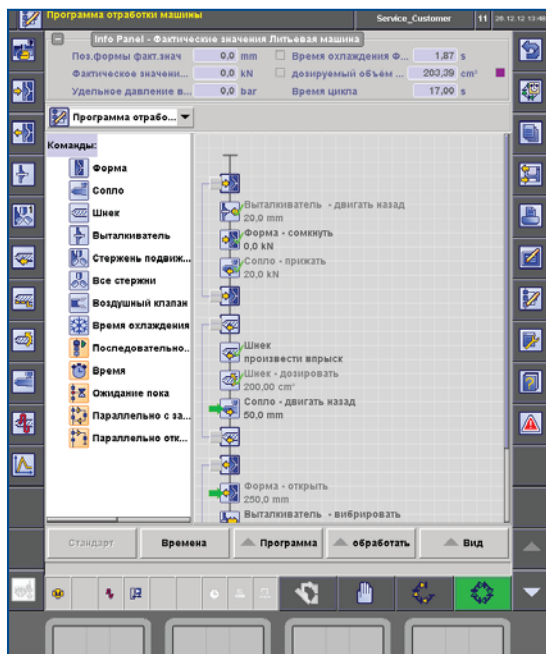 Программа отработки машины Service_Customer 11 26.12.12 13:46
Info Panel - Фактические значения Литьевая машина
Поз.формы факт.знач 0,0 mm Время охлаждения Ф... 1,87 s
Фактическое значени... 0,0 kN дозируемый объём ... 203,39 cm³
Удельное давление в... 0,0 bar Время цикла 17,00 s
Программа отрабо...
Команды:
Форма
Сопло
Шнек
Выталкиватель
Стержень подвиж...
Все стержни
Воздушный клапан
Время охлаждения
Последовательно..
Время
Ожидание пок
Параллельно с за...
Параллельно отк...
Выталкиватель - двигать назад
20,0 mm
Форма - сомкнуть
0,0 kN
Сопло - прижать
20,0 kN
Шнек
произвести впрыск
Шнек - дозировать
200,00 cm³
Сопло - двигать назад
50,0 mm
Форма - открыть
250,0 mm
Выталкиватель - вибрировать
Стандарт Времена Программа обработать Вид